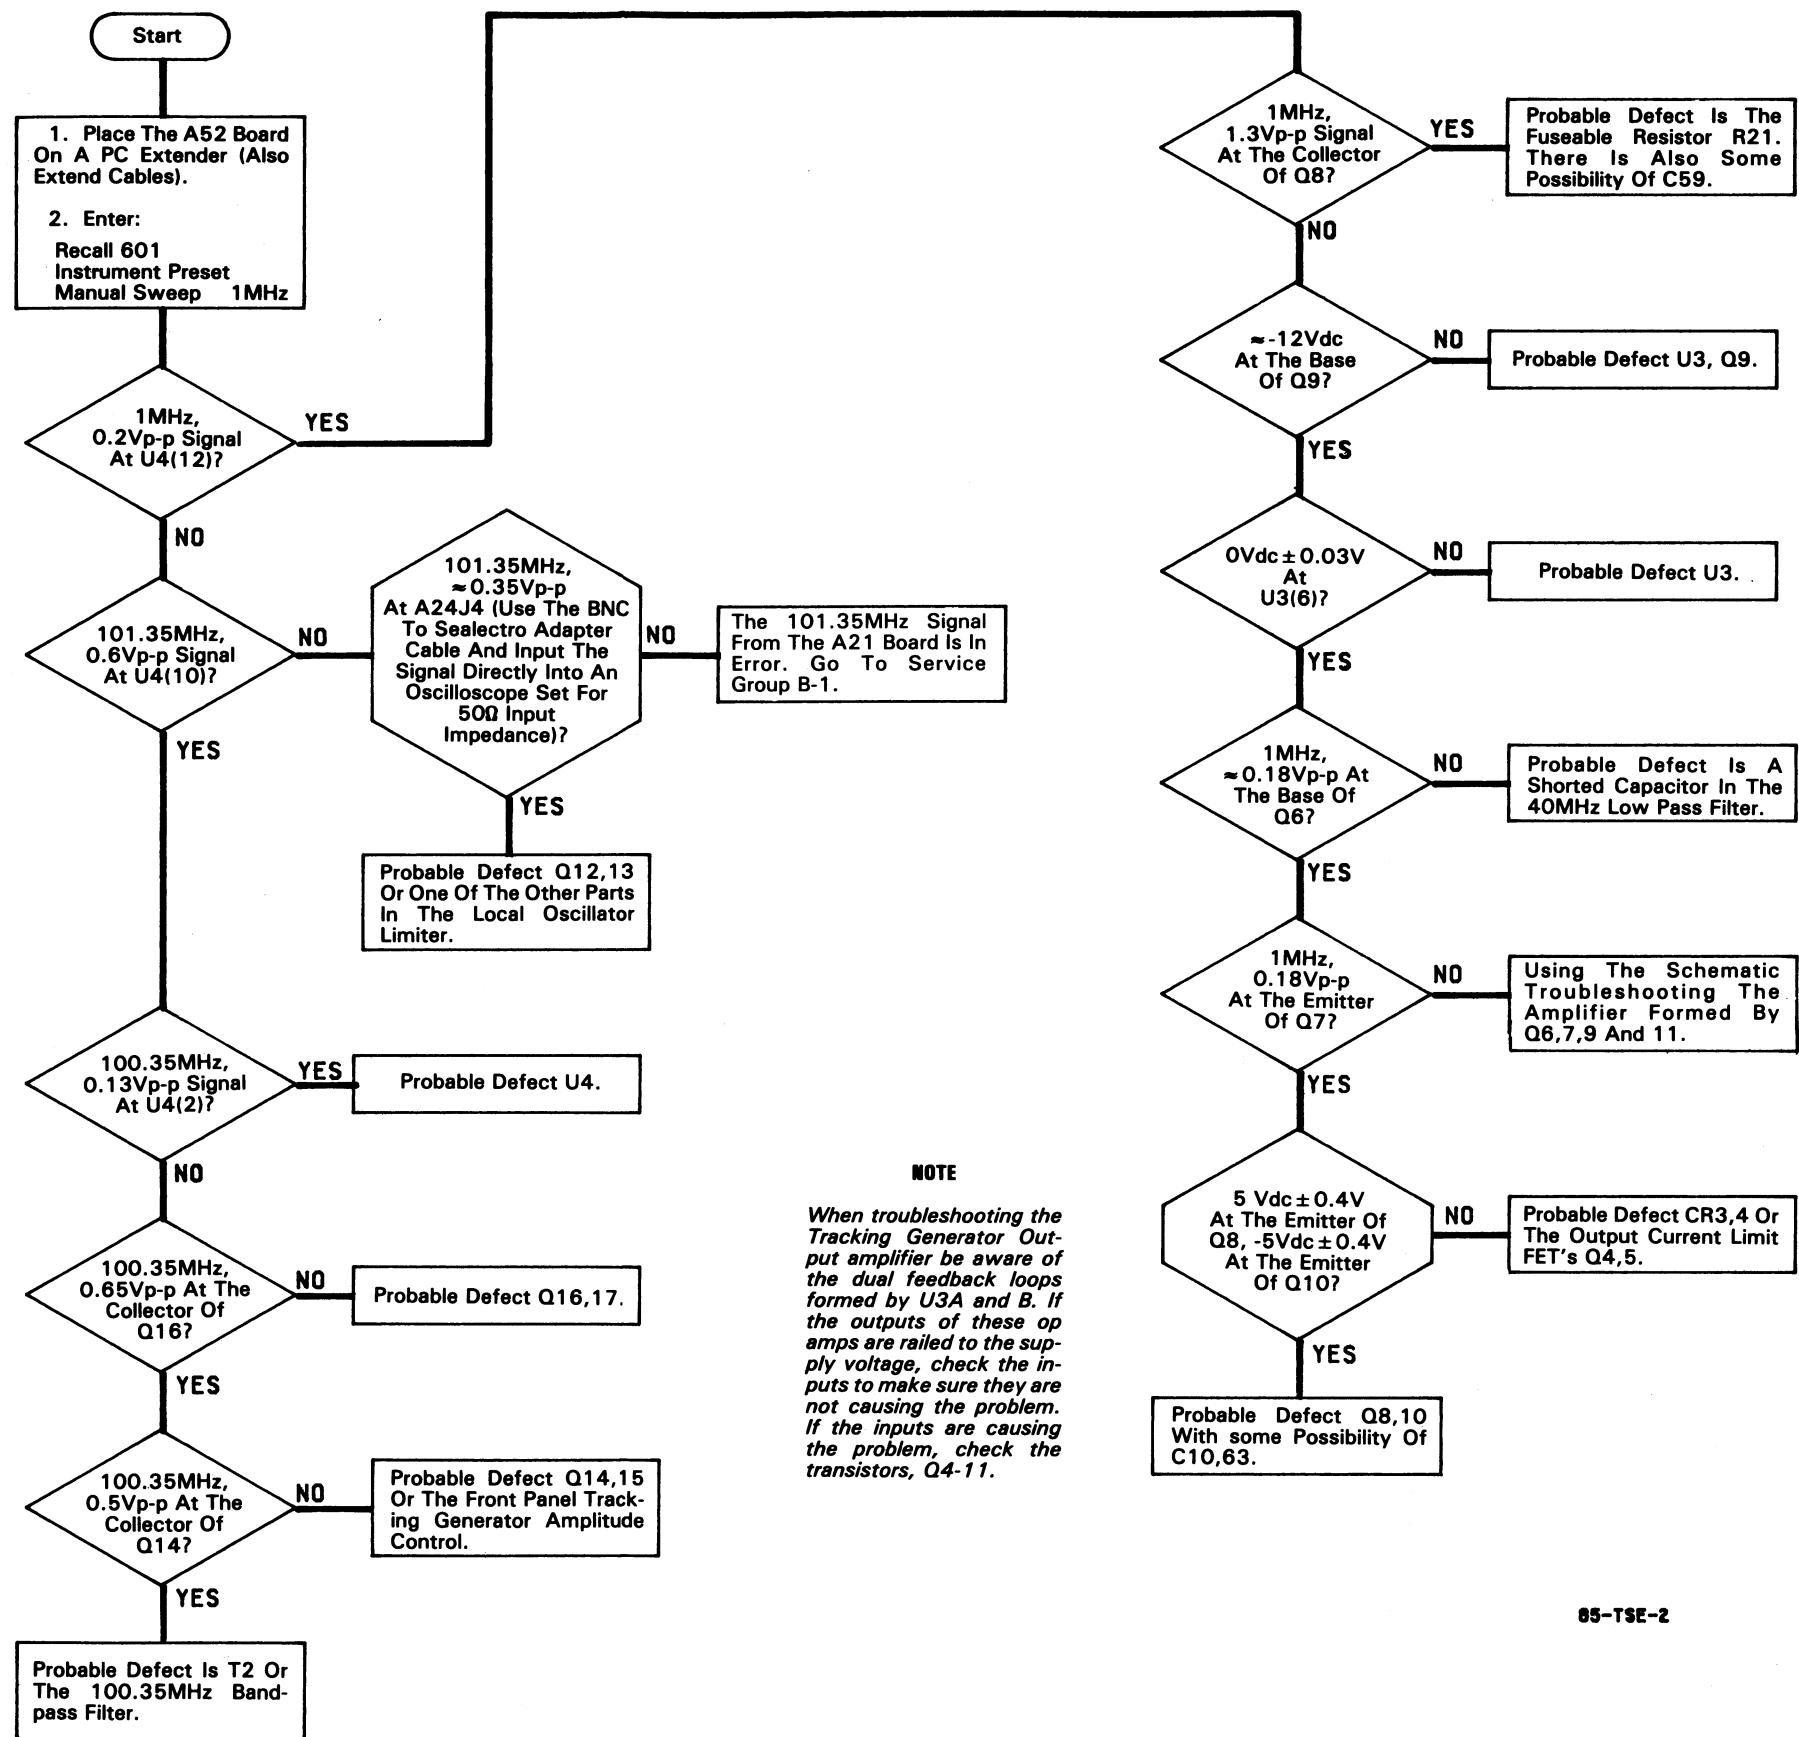 Start
1. Place The A52 Board
On A PC Extender (Also
Extend Cables).
2. Enter:
Recall 601
Instrument Preset
Manual Sweep 1MHz
1MHz,
0.2Vp-p Signal
At U4(12)?
YES
NO
101.35MHz,
0.6Vp-p Signal
At U4(10)?
NO
YES
101.35MHz,
≈0.35Vp-p
At A24J4 (Use The BNC
To Sealectro Adapter
Cable And Input The
Signal Directly Into An
Oscilloscope Set For
50Ω Input
Impedance)?
NO
The 101.35MHz Signal
From The A21 Board Is In
Error. Go To Service
Group B-1.
YES
Probable Defect Q12,13
Or One Of The Other Parts
In The Local Oscillator
Limiter.
100.35MHz,
0.13Vp-p Signal
At U4(2)?
YES
Probable Defect U4.
NO
100.35MHz,
0.65Vp-p At The
Collector Of
Q16?
NO
Probable Defect Q16,17.
YES
100.35MHz,
0.5Vp-p At The
Collector Of
Q14?
NO
Probable Defect Q14,15
Or The Front Panel Track-
ing Generator Amplitude
Control.
YES
Probable Defect Is T2 Or
The 100.35MHz Band-
pass Filter.
NOTE
When troubleshooting the
Tracking Generator Out-
put amplifier be aware of
the dual feedback loops
formed by U3A and B. If
the outputs of these op
amps are railed to the sup-
ply voltage, check the in-
puts to make sure they are
not causing the problem.
If the inputs are causing
the problem, check the
transistors, Q4-11.
1MHz,
1.3Vp-p Signal
At The Collector
Of Q8?
YES
Probable Defect Is The
Fuseable Resistor R21.
There Is Also Some
Possibility Of C59.
NO
≈-12Vdc
At The Base
Of Q9?
NO
Probable Defect U3, Q9.
YES
0Vdc±0.03V
At
U3(6)?
NO
Probable Defect U3.
YES
1MHz,
≈0.18Vp-p At
The Base Of
Q6?
NO
Probable Defect Is A
Shorted Capacitor In The
40MHz Low Pass Filter.
YES
1MHz,
0.18Vp-p
At The Emitter
Of Q7?
NO
Using The Schematic
Troubleshooting The
Amplifier Formed By
Q6,7,9 And 11.
YES
5 Vdc±0.4V
At The Emitter Of
Q8, -5Vdc±0.4V
At The Emitter
Of Q10?
NO
Probable Defect CR3,4 Or
The Output Current Limit
FET's Q4,5.
YES
Probable Defect Q8,10
With some Possibility Of
C10,63.
85-TSE-2